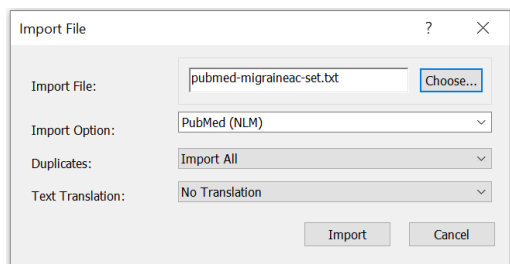 Import File ?
Import File: pubmed-migraineac-set.txt Choose...
Import Option: PubMed (NLM)
Duplicates: Import All
Text Translation: No Translation
Import Cancel